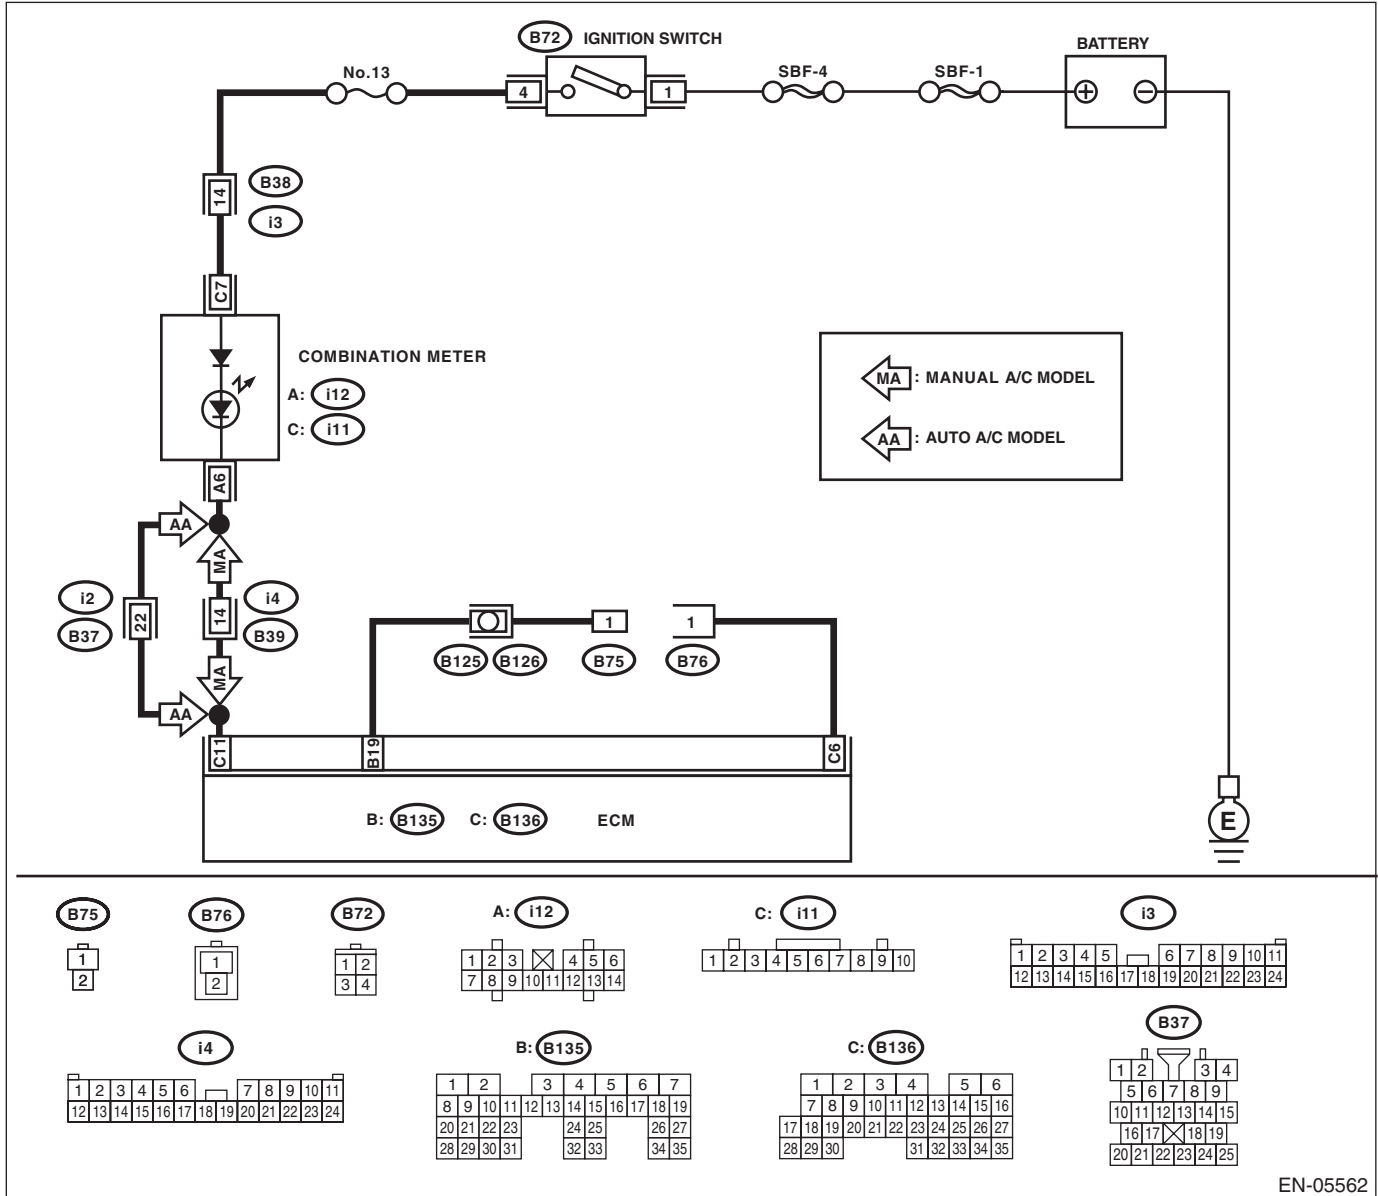 B72 IGNITION SWITCH
BATTERY
No.13
4
1
SBF-4
SBF-1
+ −
14
B38
i3
C7
COMBINATION METER
A: i12
C: i11
MA : MANUAL A/C MODEL
AA : AUTO A/C MODEL
A6
AA
MA
i2
B37
22
14
i4
B39
1
1
B125 B126 B75 B76
MA
AA
C11
B19
C6
B: B135 C: B136 ECM
E
B75
1
2
B76
1
2
B72
1 2
3 4
A: i12
1 2 3 4 5 6
7 8 9 10 11 12 13 14
C: i11
1 2 3 4 5 6 7 8 9 10
i3
1 2 3 4 5 6 7 8 9 10 11
12 13 14 15 16 17 18 19 20 21 22 23 24
i4
1 2 3 4 5 6 7 8 9 10 11
12 13 14 15 16 17 18 19 20 21 22 23 24
B: B135
1 2 3 4 5 6 7
8 9 10 11 12 13 14 15 16 17 18 19
20 21 22 23 24 25 26 27
28 29 30 31 32 33 34 35
C: B136
1 2 3 4 5 6
7 8 9 10 11 12 13 14 15 16
17 18 19 20 21 22 23 24 25 26 27
28 29 30 31 32 33 34 35
B37
1 2 3 4
5 6 7 8 9
10 11 12 13 14 15
16 17 18 19
20 21 22 23 24 25
EN-05562